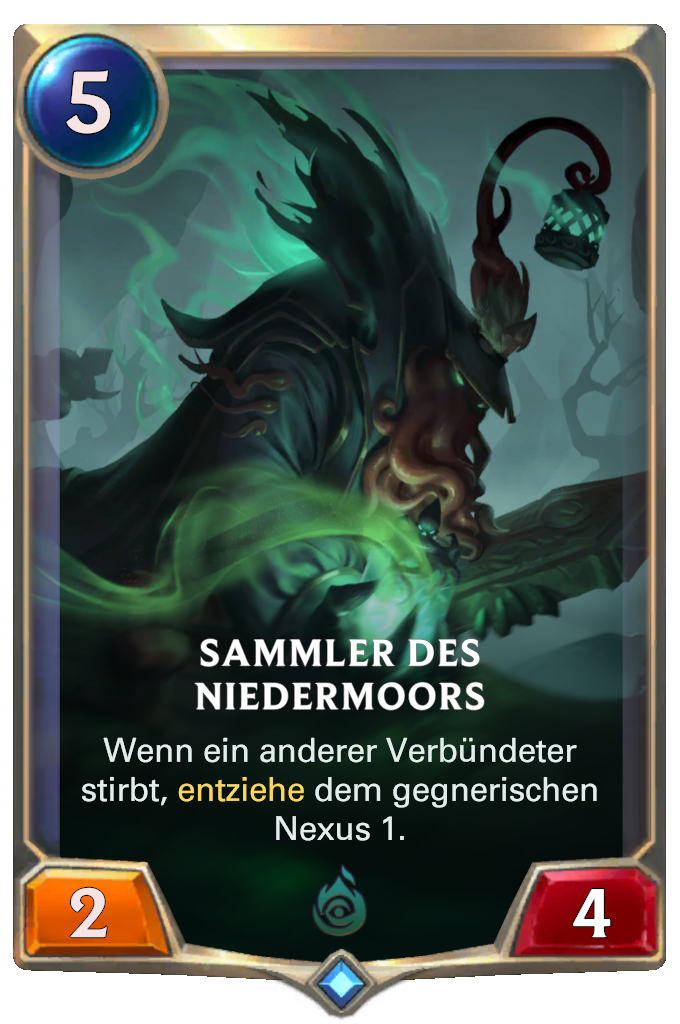 5
SAMMLER DES
NIEDERMOORS
Wenn ein anderer Verbündeter
stirbt, entziehe dem gegnerischen
Nexus 1.
2
4